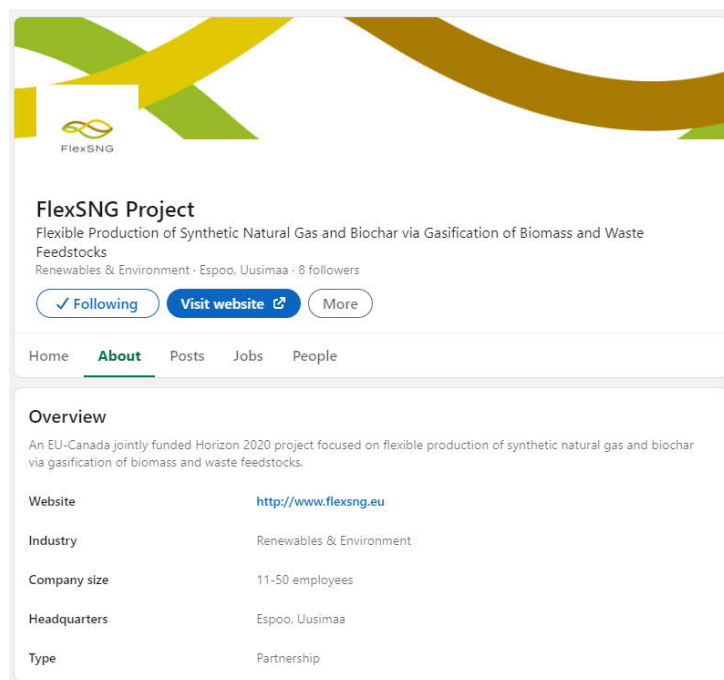 FlexSNG
FlexSNG Project
Flexible Production of Synthetic Natural Gas and Biochar via Gasification of Biomass and Waste
Feedstocks
Renewables & Environment · Espoo, Uusimaa · 8 followers
✓ Following
Visit website
More
Home About Posts Jobs People
Overview
An EU-Canada jointly funded Horizon 2020 project focused on flexible production of synthetic natural gas and biochar
via gasification of biomass and waste feedstocks.
Website http://www.flexsng.eu
Industry Renewables & Environment
Company size 11-50 employees
Headquarters Espoo, Uusimaa
Type Partnership